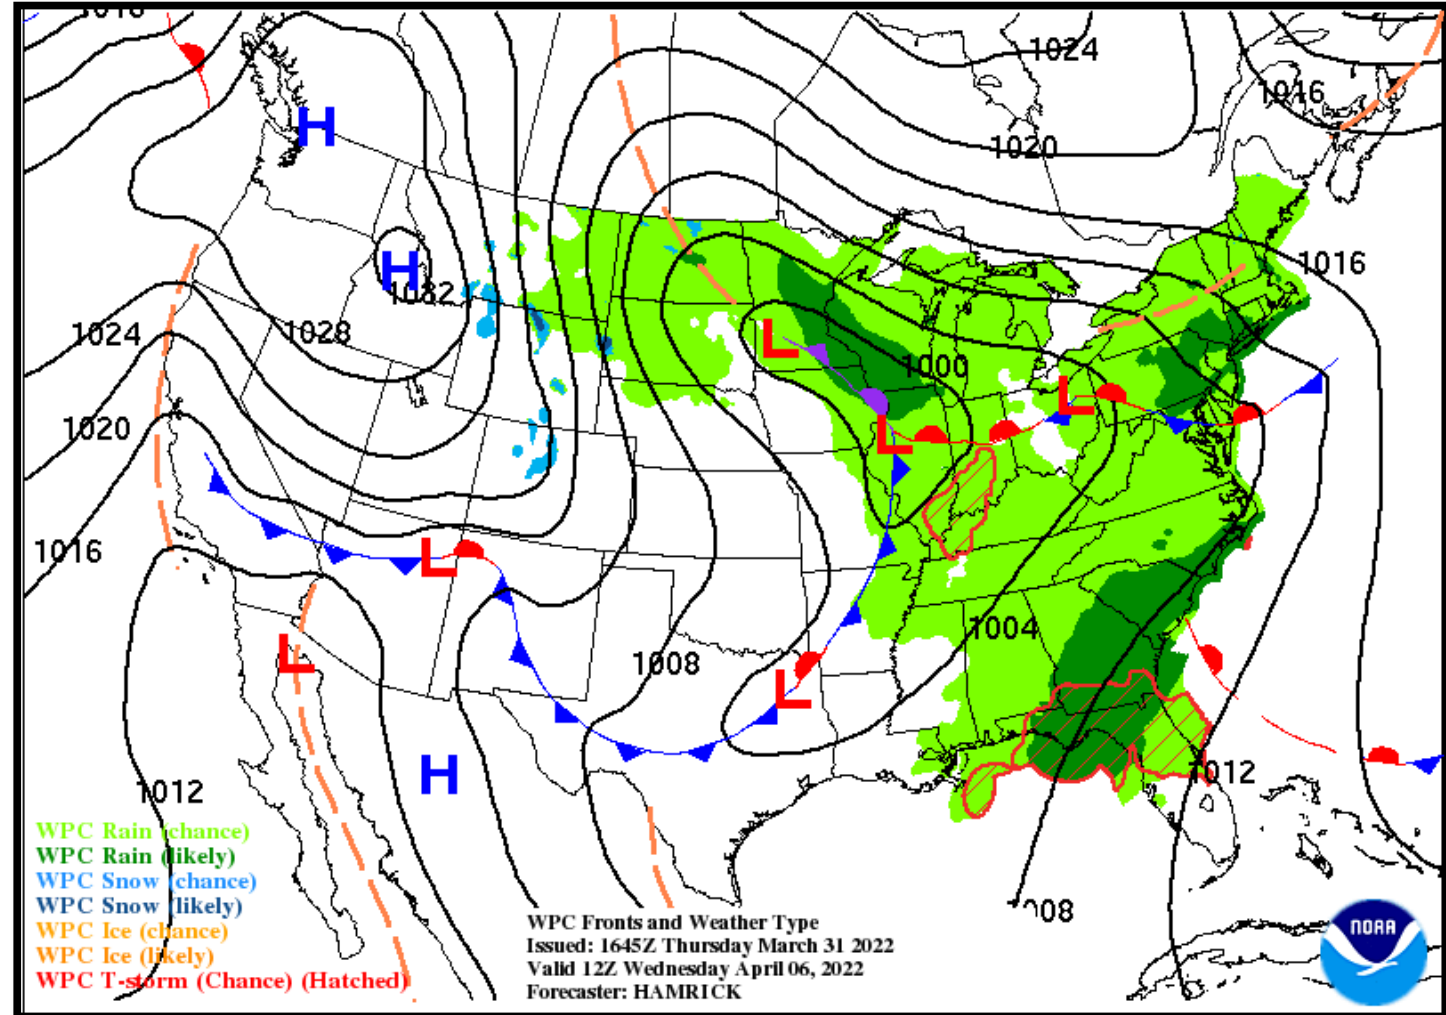 1024
1016
1020
H
1016
H
1032
1024
1028
L
1000
L
1020
L
1016
L
1004
L
1008
L
H
1012
1012
WPC Rain (chance)
WPC Rain (likely)
WPC Snow (chance)
WPC Snow (likely)
WPC Ice (chance)
WPC Ice (likely)
WPC T-storm (Chance) (Hatched)
WPC Fronts and Weather Type
Issued: 1645Z Thursday March 31 2022
Valid 12Z Wednesday April 06, 2022
Forecaster: HAMRICK
1008
NOAA